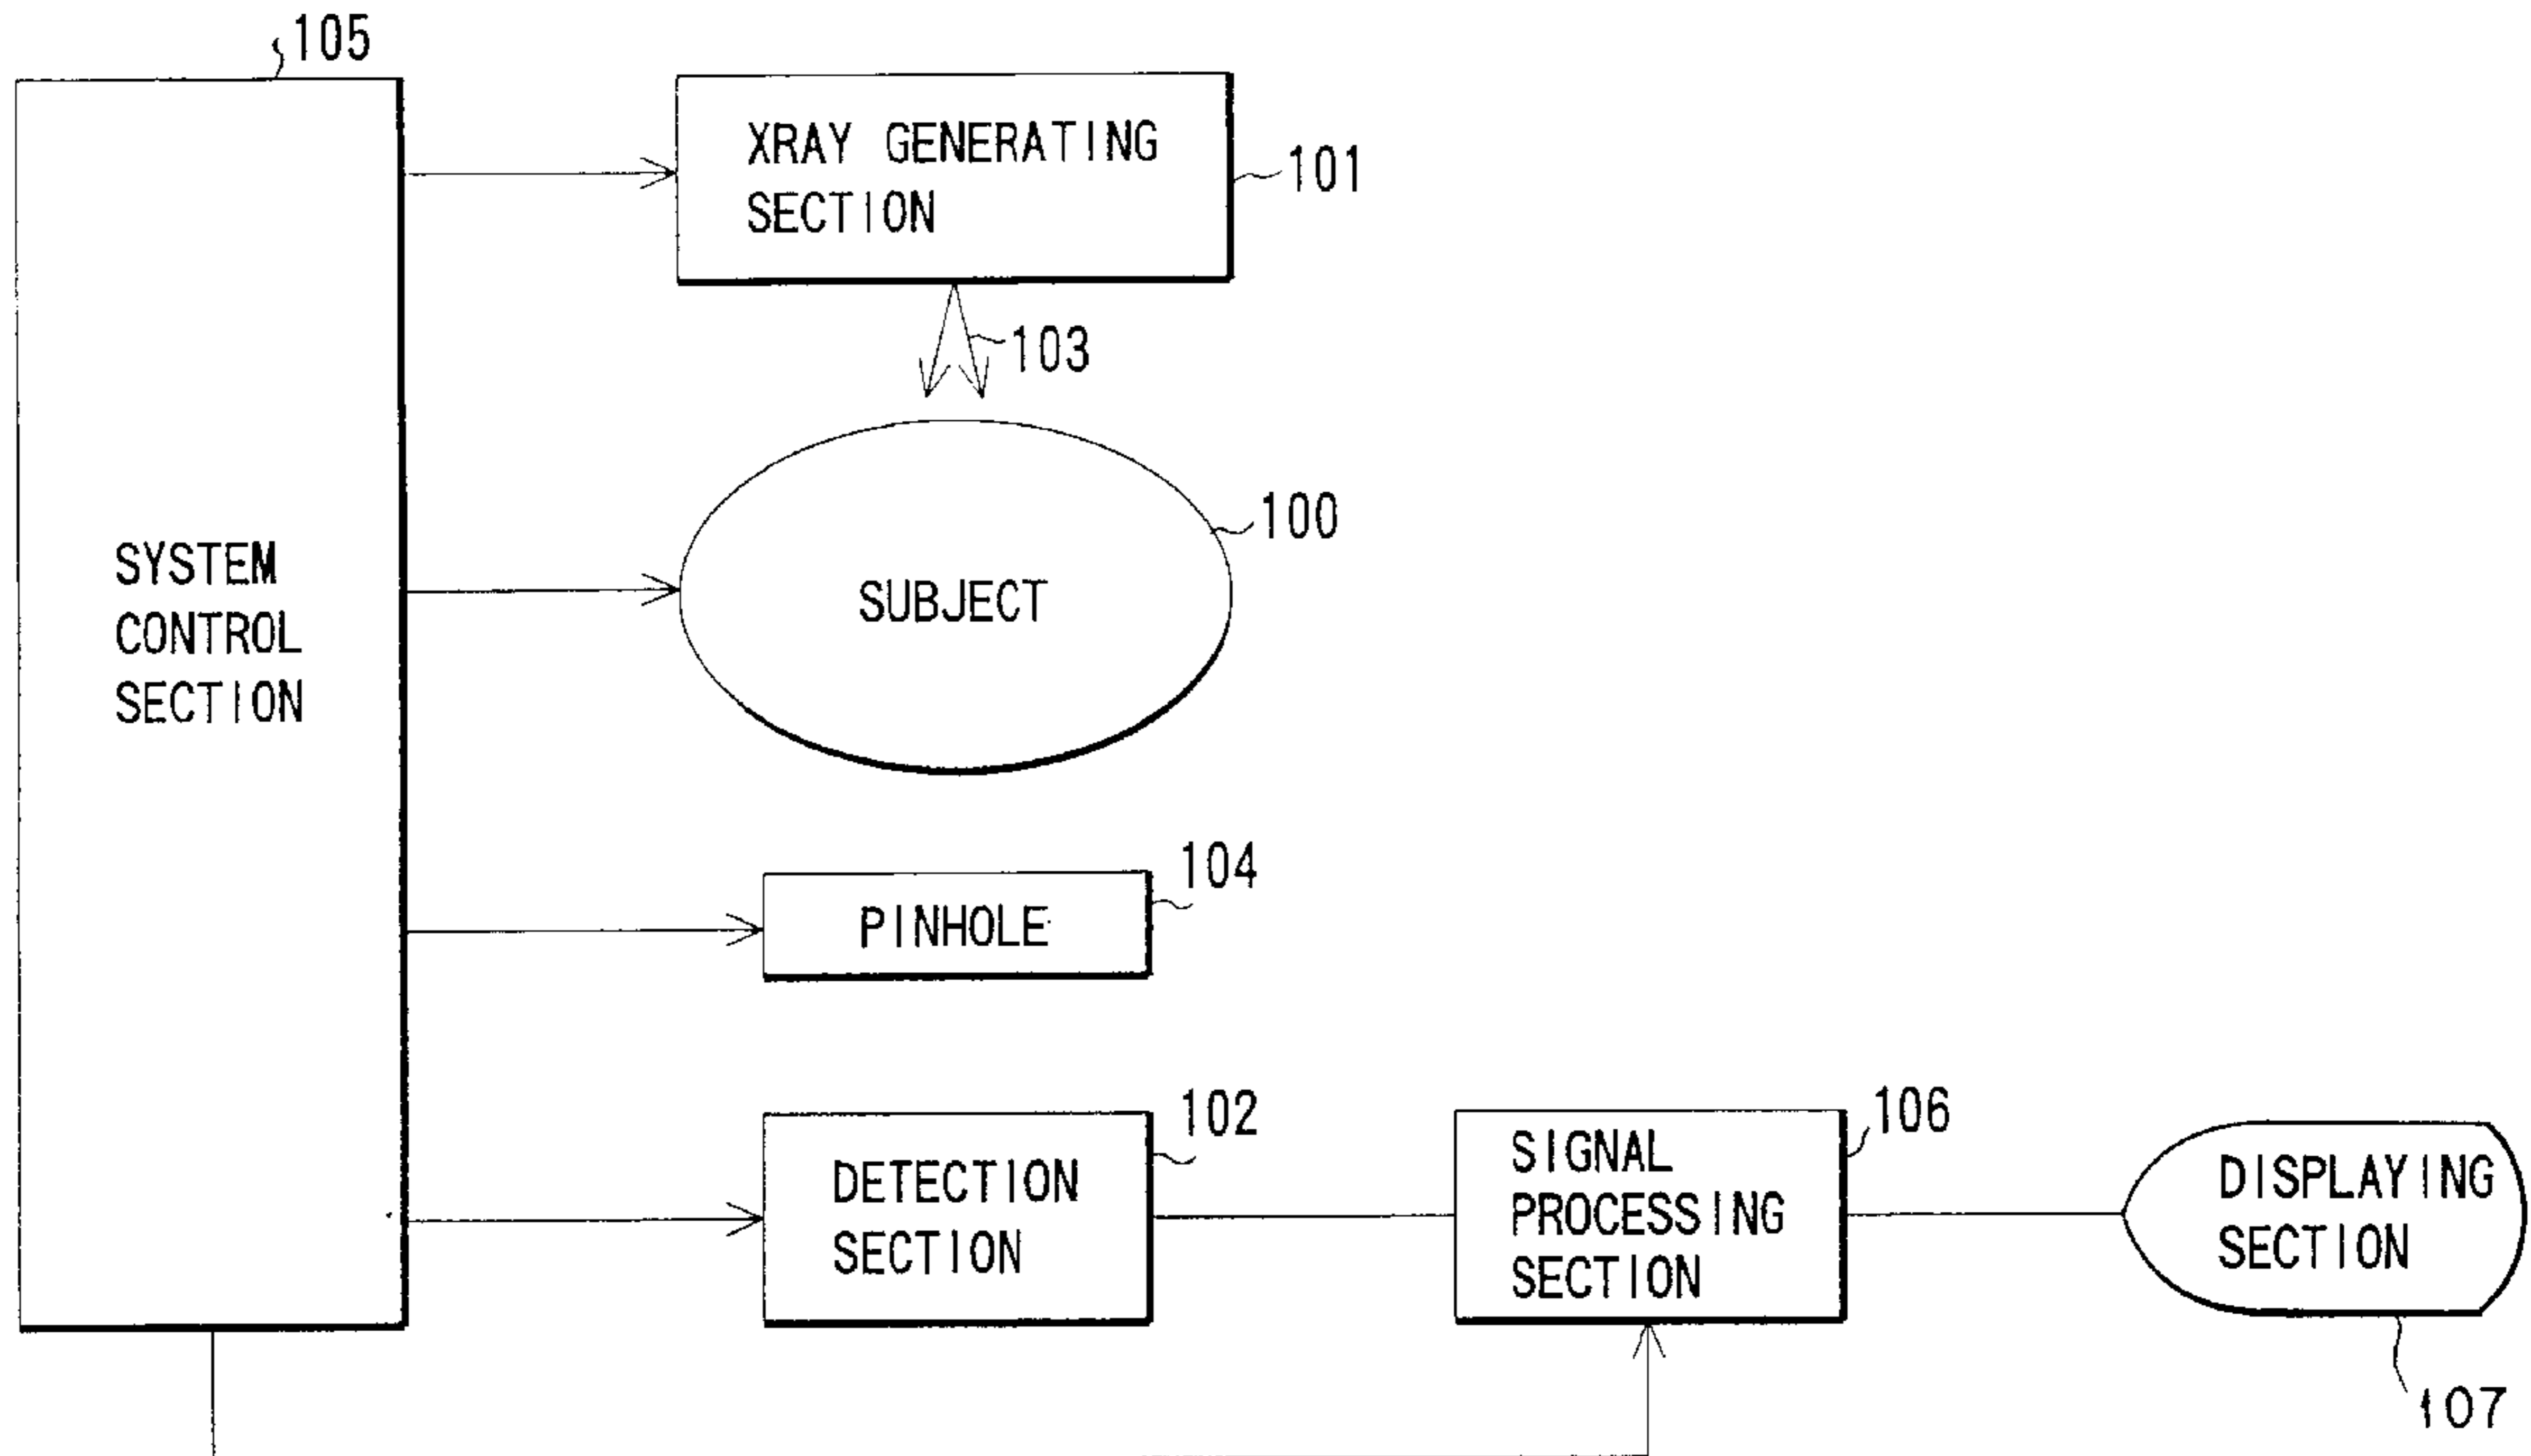 105
XRAY GENERATING
SECTION
101
103
100
SUBJECT
SYSTEM
CONTROL
SECTION
104
PINHOLE
102
DETECTION
SECTION
106
SIGNAL
PROCESSING
SECTION
DISPLAYING
SECTION
107